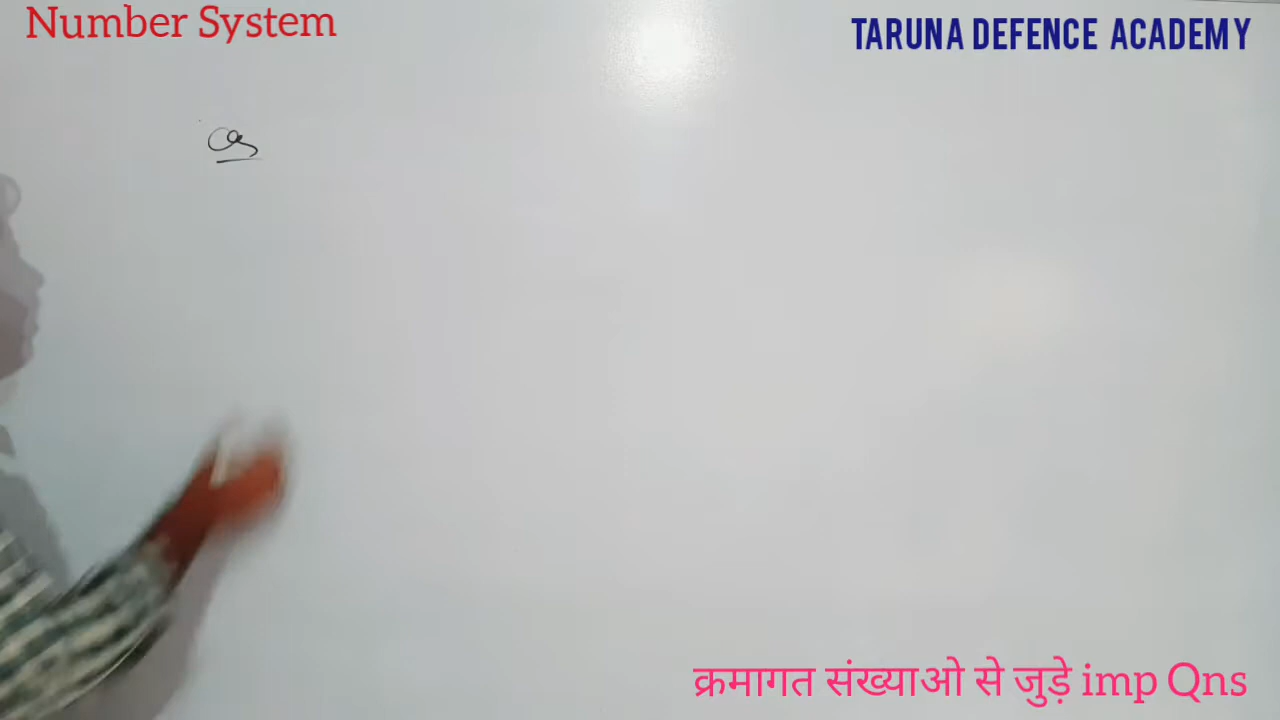 Number System
TARUNA DEFENCE ACADEMY
क्रमागत संख्याओ से जुड़े imp Qns